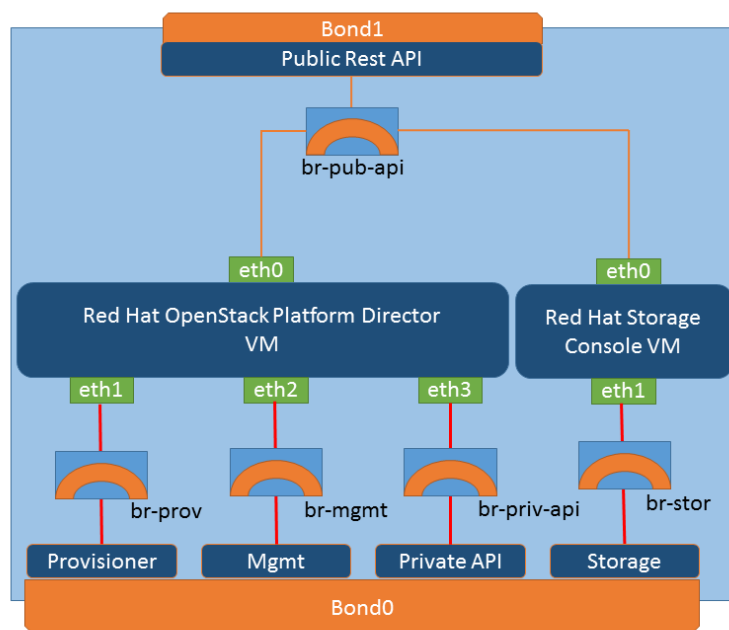 Bond1
Public Rest API
br-pub-api
eth0
eth0
Red Hat OpenStack Platform Director
VM
Red Hat Storage
Console VM
eth1
eth2
eth3
eth1
br-prov
br-mgmt
br-priv-api
br-stor
Provisioner
Mgmt
Private API
Storage
Bond0